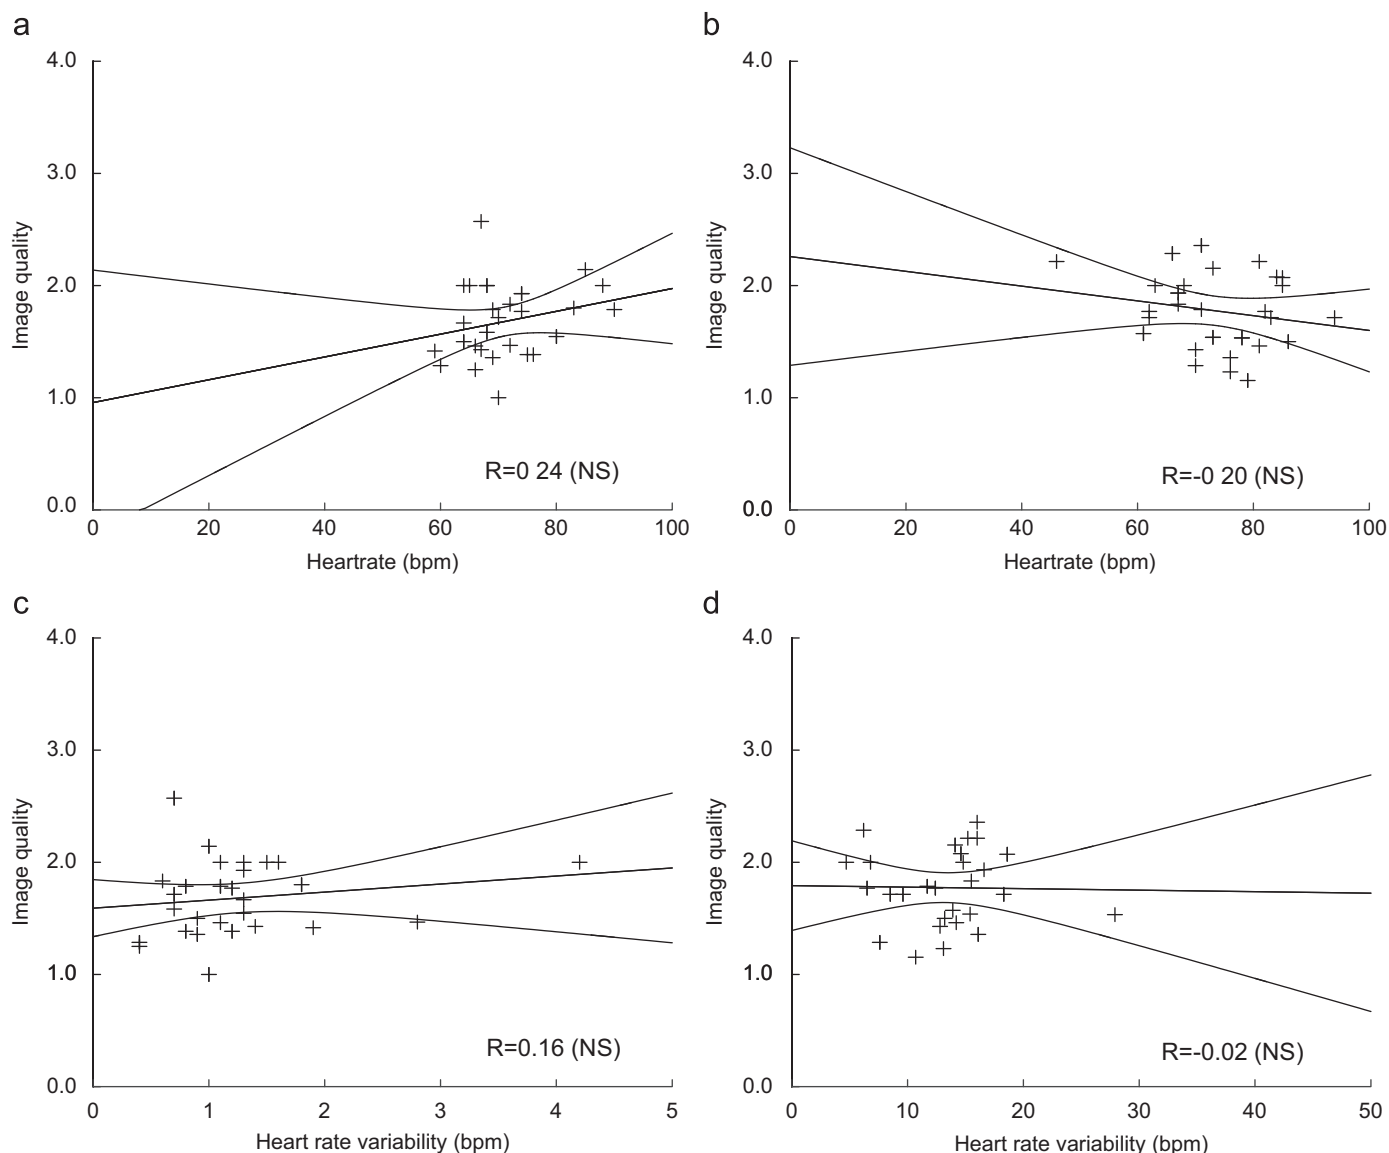 a
4.0
3.0
2.0
1.0
0.0
Image quality
R=0 24 (NS)
0 20 40 60 80 100
Heartrate (bpm)
b
4.0
3.0
2.0
1.0
0.0
Image quality
R=-0 20 (NS)
0 20 40 60 80 100
Heartrate (bpm)
c
4.0
3.0
2.0
1.0
0.0
Image quality
R=0.16 (NS)
0 1 2 3 4 5
Heart rate variability (bpm)
d
4.0
3.0
2.0
1.0
0.0
Image quality
R=-0.02 (NS)
0 10 20 30 40 50
Heart rate variability (bpm)